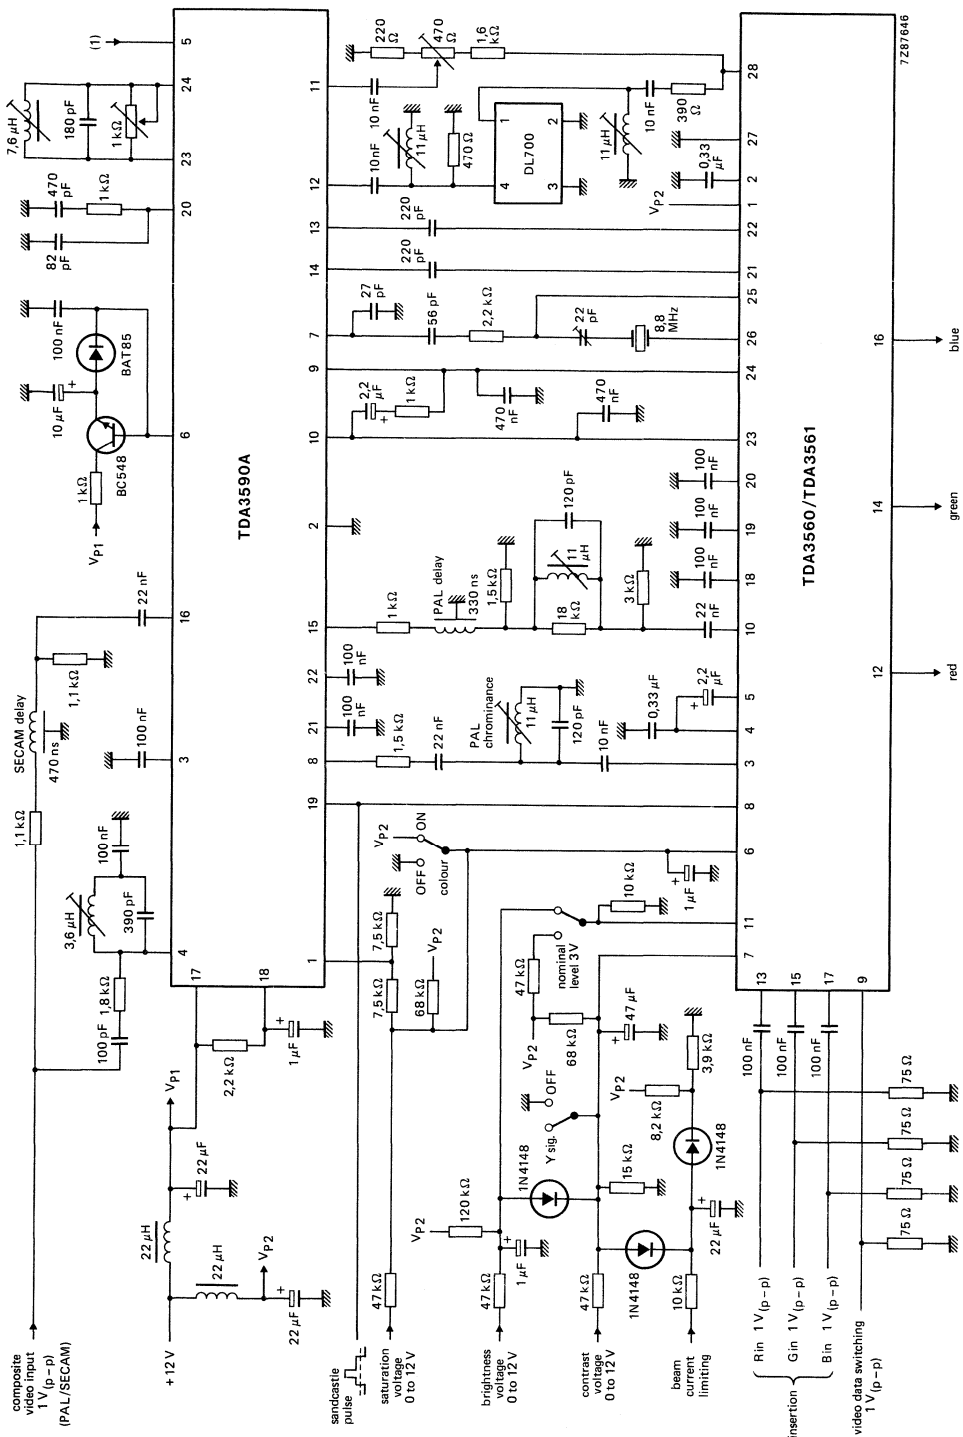 composite
video input
1 V(p – p)
(PAL/SECAM)
100 pF
1,8 kΩ
3,6 µH
390 pF
100 nF
1,1 kΩ
SECAM delay
470 ns
1,1 kΩ
22 nF
100 nF
VP1
1 kΩ
BC548
10 µF
+
BAT85
100 nF
82
pF
470
pF
1 kΩ
7,6 µH
180 pF
1 kΩ
(1)
4
3
16
6
20
23
24
5
17
18
TDA3590A
1
19
8
21
22
15
2
10
9
7
14
13
12
11
+12 V
22 µH
22 µH
VP2
22 µF
+
22 µF
+
VP1
2,2 kΩ
1 µF
+
sandcastle
pulse
saturation
voltage
0 to 12 V
47 kΩ
7,5 kΩ
7,5 kΩ
68 kΩ
VP2
OFF
ON
colour
VP2
1,5 kΩ
22 nF
100
nF
100
nF
PAL
chrominance
11 µH
120 pF
10 nF
0,33 µF
2,2
µF
+
1 kΩ
PAL delay
330 ns
1,5 kΩ
11
µH
120 pF
18
kΩ
3 kΩ
22
nF
100
nF
100
nF
100
nF
2,2
µF
+
1 kΩ
470
nF
470
nF
27
pF
56 pF
2,2 kΩ
22
pF
8,8
MHz
220
pF
220
pF
10nF
11 µH
470 Ω
DL700
4
3
1
2
10 nF
220
Ω
470
Ω
1,6
kΩ
11 µH
10 nF
390
Ω
0,33
µF
VP2
brightness
voltage
0 to 12 V
47 kΩ
VP2
120 kΩ
1 µF
+
1N4148
47 kΩ
VP2
68 kΩ
nominal
level 3 V
10 kΩ
1 µF
+
contrast
voltage
0 to 12 V
47 kΩ
Y sig.
OFF
15 kΩ
47 µF
+
beam
current
limiting
10 kΩ
1N4148
22 µF
+
1N4148
VP2
8,2 kΩ
3,9 kΩ
7
11
6
8
3
4
5
10
18
19
20
23
24
26
25
21
22
1
2
27
28
13
15
17
9
TDA3560/TDA3561
12
14
16
red
green
blue
insertion
R in 1 V(p – p)
G in 1 V(p – p)
B in 1 V(p – p)
video data switching
1 V(p – p)
100 nF
100 nF
100 nF
75 Ω
75 Ω
75 Ω
75 Ω
7Z87646